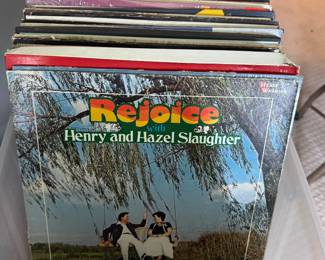 Rejoice
with
Henry and Hazel Slaughter